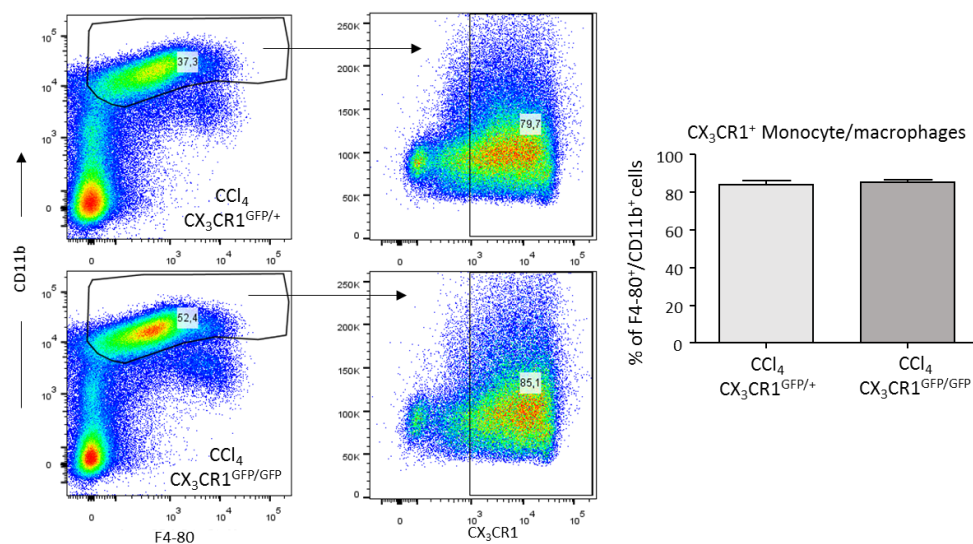 10⁵
10⁴
10³
0
37,3
CCl₄
CX₃CR1ᴳFP/+
250K
200K
150K
100K
50K
0
79,7
0
10³
10⁴
10⁵
CD11b
10⁵
10⁴
10³
0
52,4
CCl₄
CX₃CR1GFP/GFP
0
10³
10⁴
10⁵
F4-80
250K
200K
150K
100K
50K
0
85,1
0
10³
10⁴
10⁵
CX₃CR1
CX₃CR1⁺ Monocyte/macrophages
% of F4-80⁺/CD11b⁺ cells
100
80
60
40
20
0
CCl₄
CX₃CR1GFP/+
CCl₄
CX₃CR1GFP/GFP